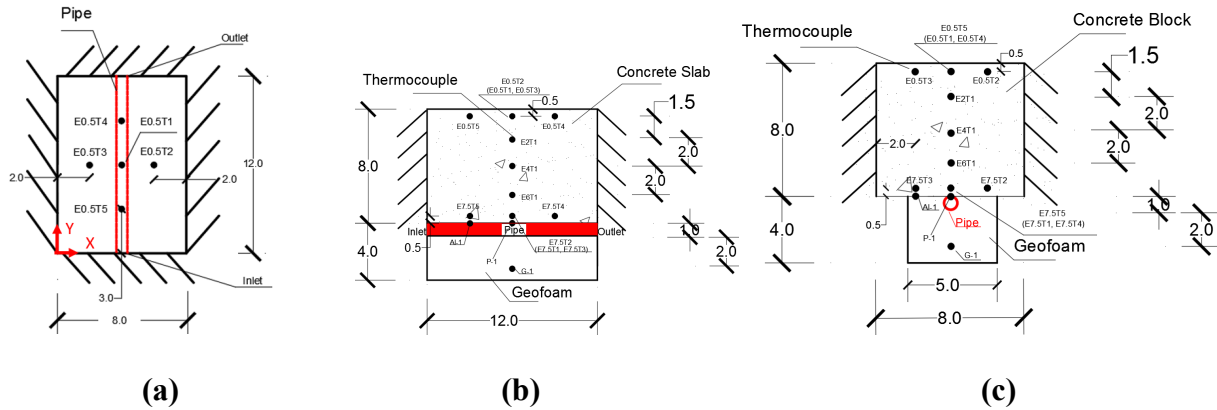 Pipe
Outlet
E0.5T4
E0.5T1
E0.5T3
E0.5T2
2.0
2.0
12.0
E0.5T5
Y
X
Inlet
3.0
8.0
(a)
Thermocouple
E0.5T2
(E0.5T1, E0.5T3)
Concrete Slab
0.5
1.5
E0.5T5
E0.5T4
E2T1
2.0
8.0
E4T1
2.0
E6T1
E7.5T5
E7.5T4
Inlet
Pipe
Outlet
1.0
AI-1
0.5
E7.5T2
(E7.5T1, E7.5T3)
P-1
2.0
4.0
G-1
Geofoam
12.0
(b)
Concrete Block
E0.5T5
(E0.5T1, E0.5T4)
Thermocouple
0.5
1.5
E0.5T3
E0.5T2
E2T1
2.0
8.0
E4T1
2.0
2.0
E6T1
E7.5T3
E7.5T2
0.5
AI-1
1.0
E7.5T5
(E7.5T1, E7.5T4)
Pipe
2.0
P-1
4.0
Geofoam
G-1
5.0
8.0
(c)